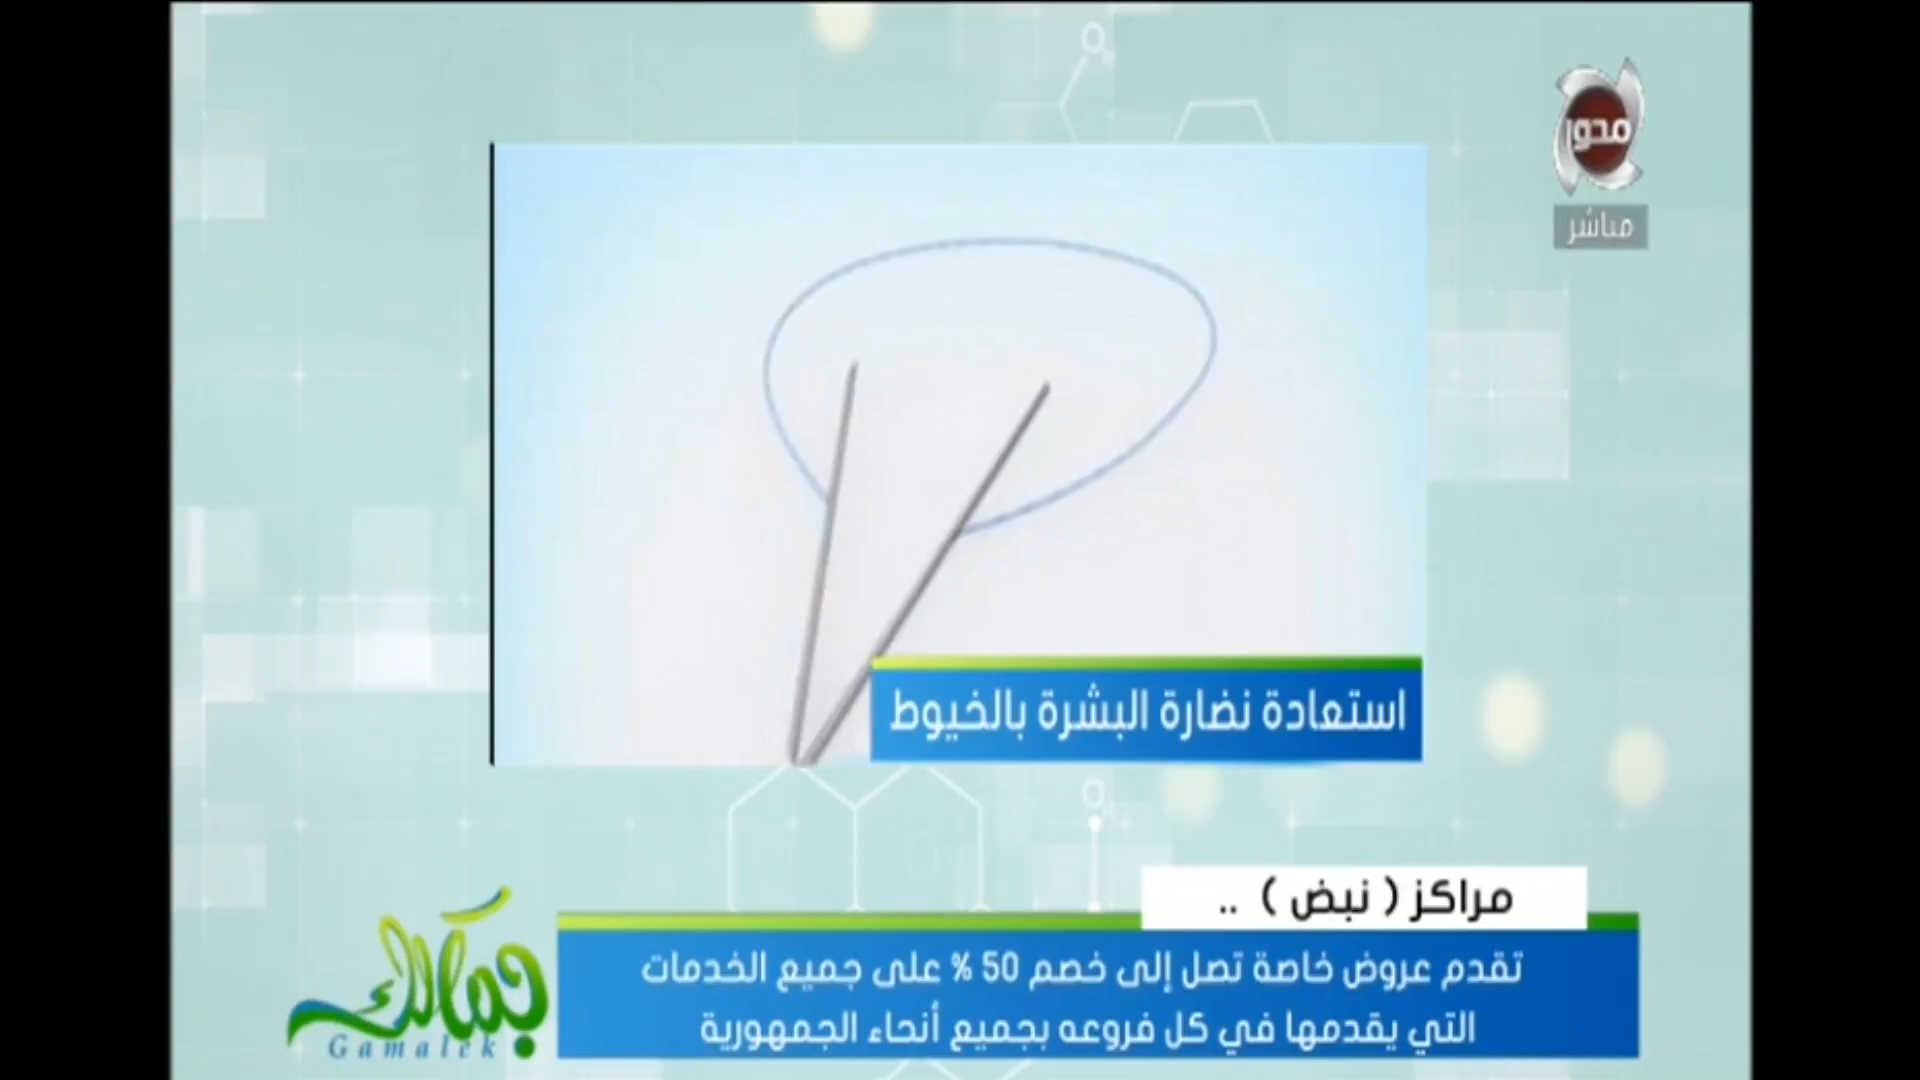 محور
مباشر
استعادة نضارة البشرة بالخيوط
مراكز ( نبض ) ..
تقدم عروض خاصة تصل إلى خصم 50 % على جميع الخدمات
التي يقدمها في كل فروعه بجميع أنحاء الجمهورية
جمالك
Gamalek
O
O